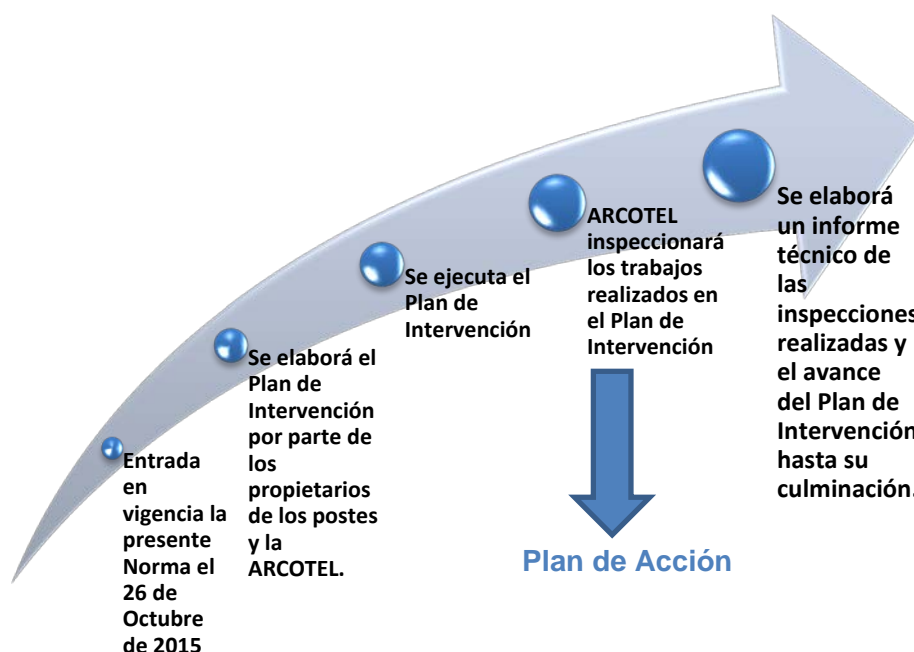 Entrada
en
vigencia la
presente
Norma el
26 de
Octubre
de 2015
Se elaborá el
Plan de
Intervención
por parte de
los
propietarios
de los postes
y la
ARCOTEL.
Se ejecuta el
Plan de
Intervención
ARCOTEL
inspeccionará
los trabajos
realizados en
el Plan de
Intervención
Plan de Acción
Se elaborá
un informe
técnico de
las
inspecciones
realizadas y
el avance
del Plan de
Intervención
hasta su
culminación.